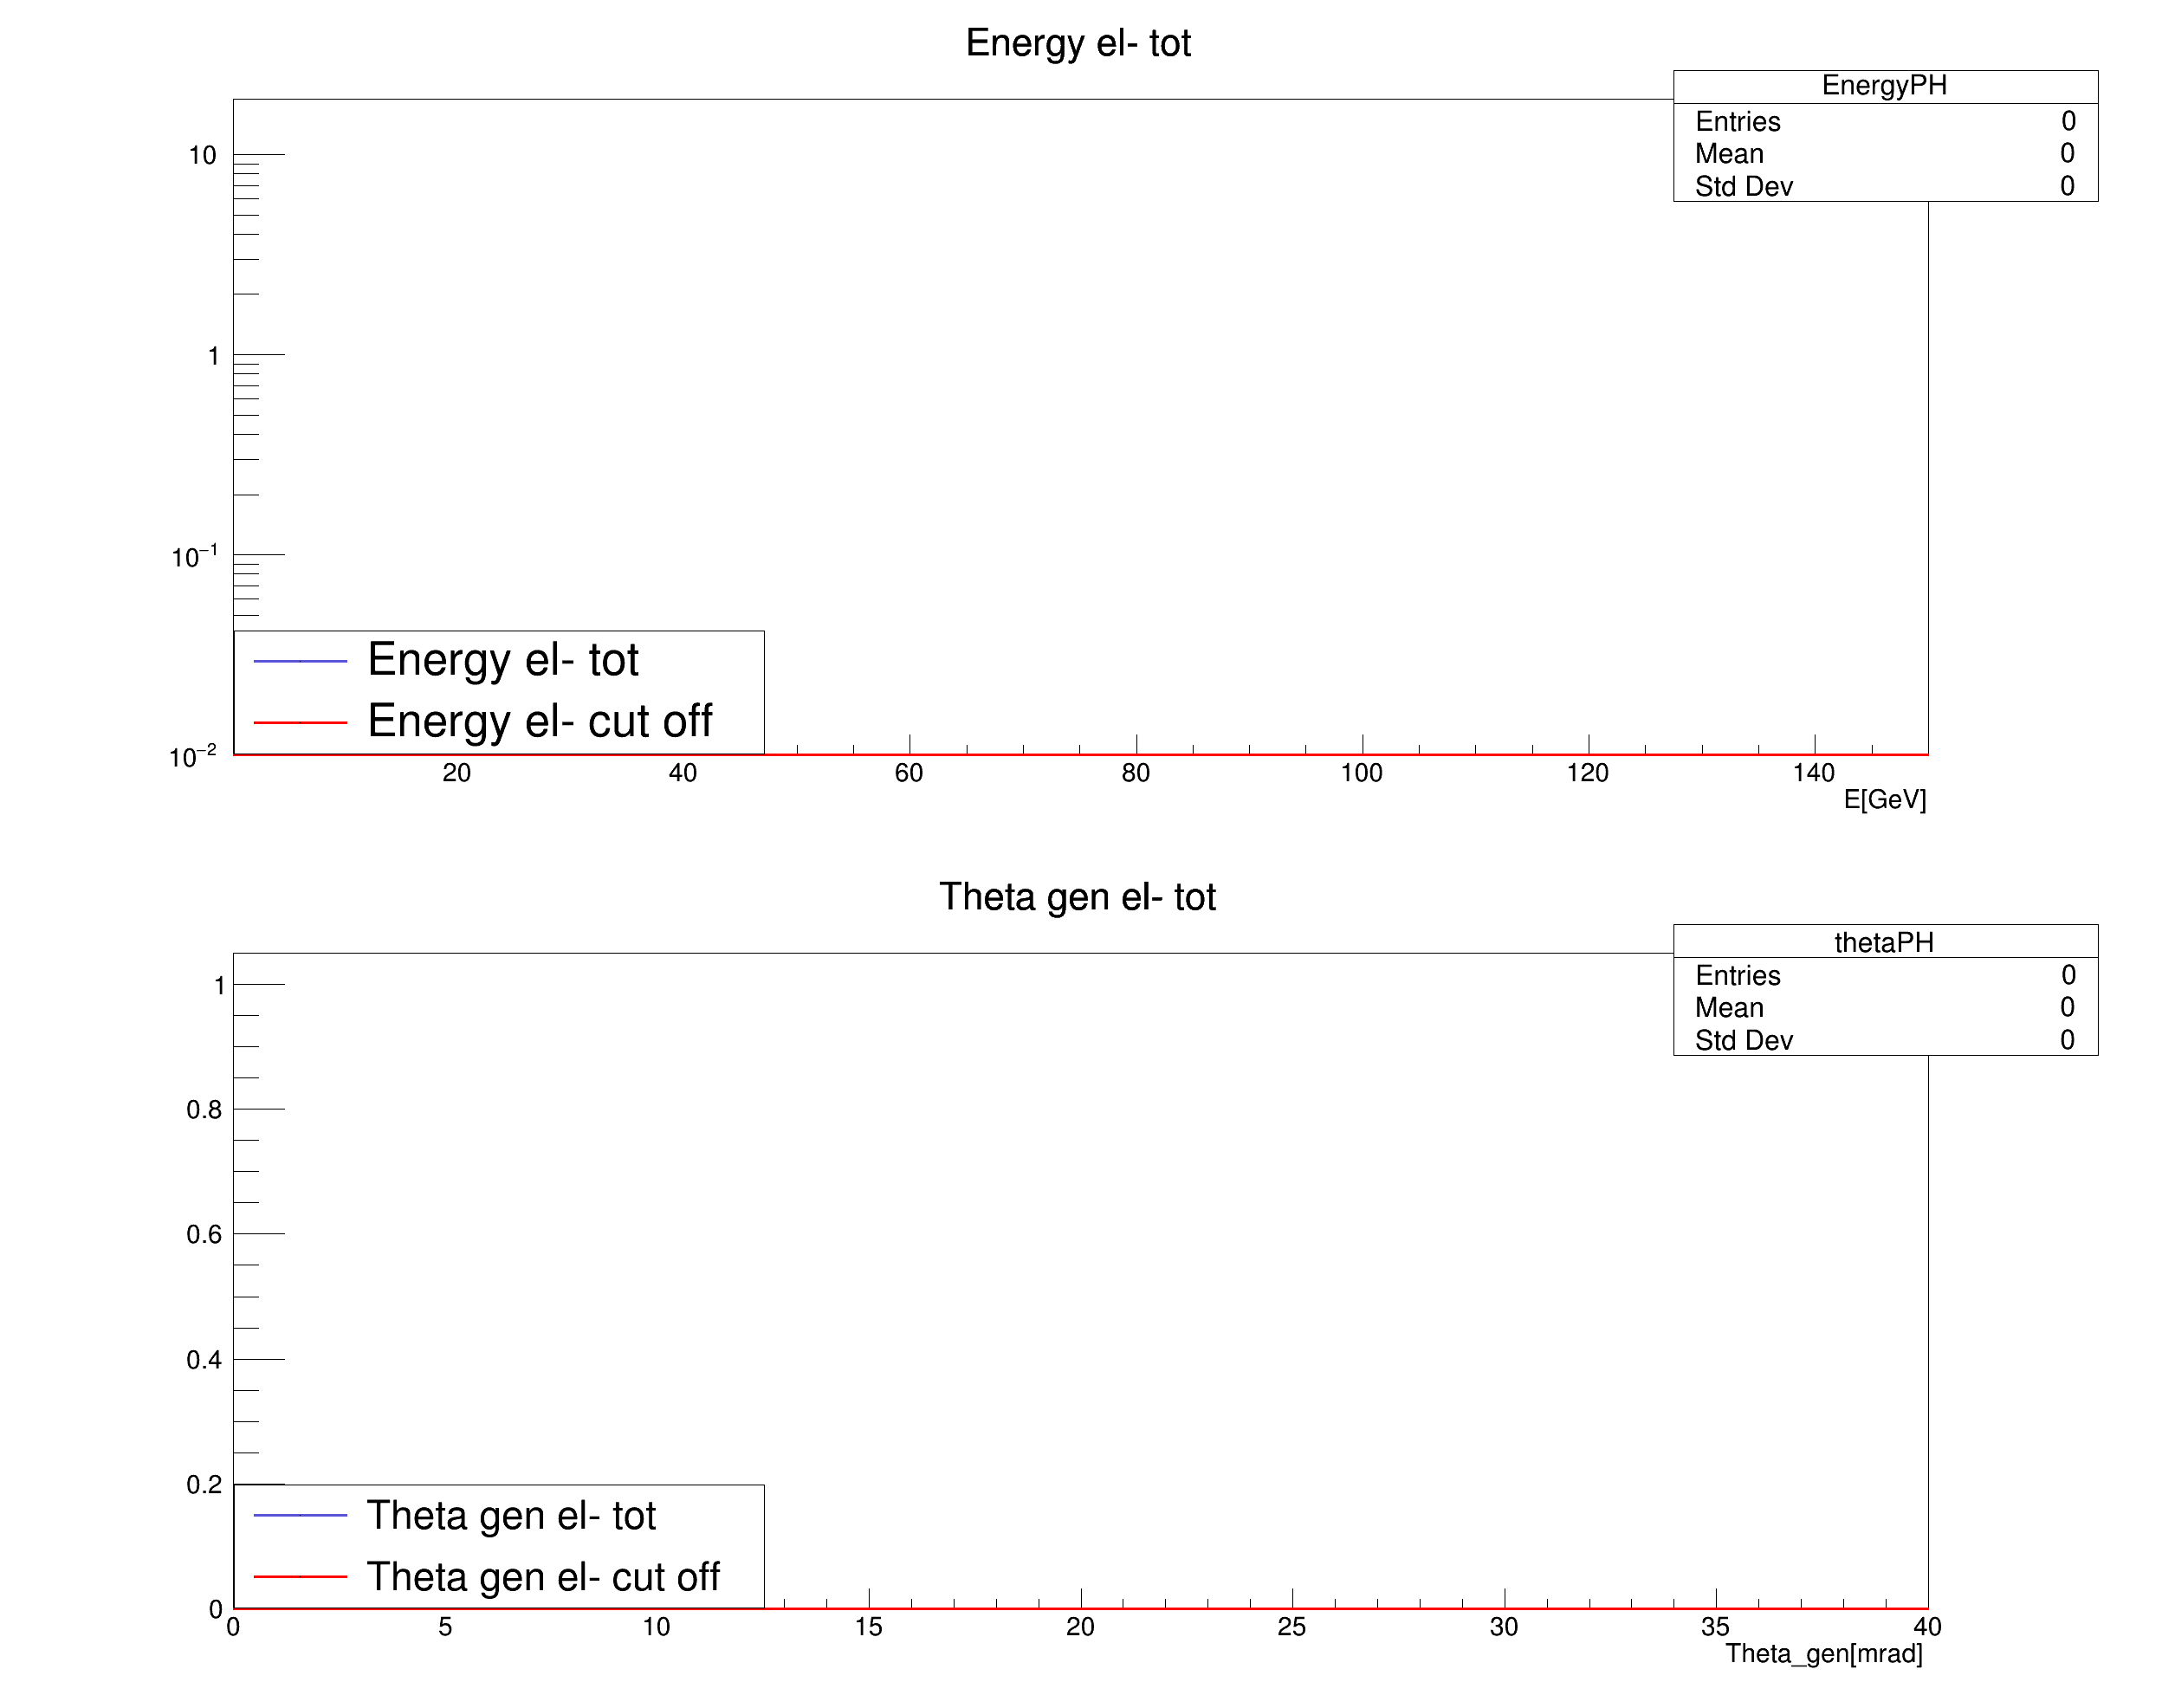 Energy el- tot
EnergyPH
Entries 0
Mean 0
Std Dev 0
10
1
10⁻¹
10⁻²
Energy el- tot
Energy el- cut off
20 40 60 80 100 120 140
E[GeV]
Theta gen el- tot
thetaPH
Entries 0
Mean 0
Std Dev 0
1
0.8
0.6
0.4
0.2
0
Theta gen el- tot
Theta gen el- cut off
0 5 10 15 20 25 30 35 40
Theta_gen[mrad]